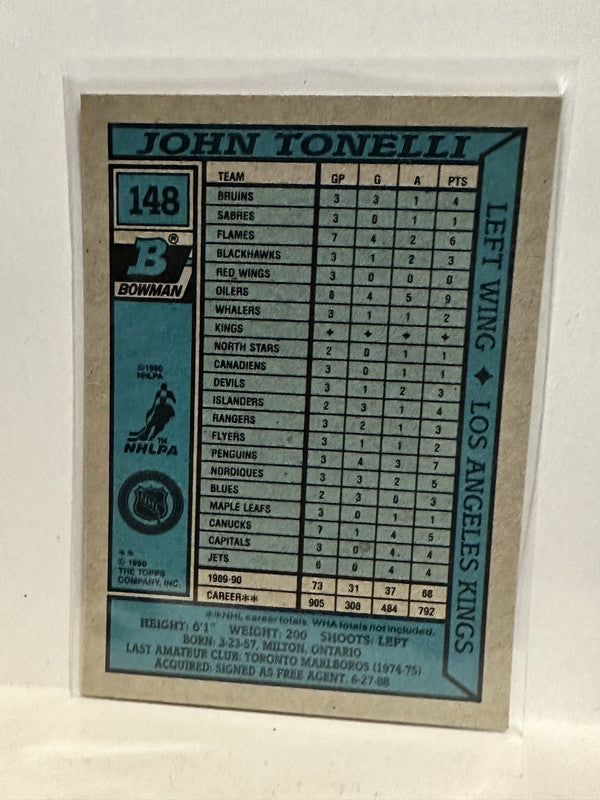 JOHN TONELLI
148
B®
BOWMAN
© 1990
NHLPA
TM
NHLPA
NHL
**
© 1990
THE TOPPS
COMPANY, INC.
TEAM GP G A PTS
BRUINS 3 3 1 4
SABRES 3 0 1 1
FLAMES 7 4 2 6
BLACKHAWKS 3 1 2 3
RED WINGS 3 0 0 0
OILERS 8 4 5 9
WHALERS 3 1 1 2
KINGS ✦ ✦ ✦ ✦
NORTH STARS 2 0 1 1
CANADIENS 3 0 1 1
DEVILS 3 1 2 3
ISLANDERS 2 3 1 4
RANGERS 3 2 1 3
FLYERS 3 1 1 2
PENGUINS 3 4 3 7
NORDIQUES 3 3 2 5
BLUES 2 3 0 3
MAPLE LEAFS 3 0 1 1
CANUCKS 7 1 4 5
CAPITALS 3 0 4 4
JETS 6 0 4 4
1989-90 73 31 37 68
CAREER** 905 308 484 792
**NHL career totals. WHA totals not included.
HEIGHT: 6'1" WEIGHT: 200 SHOOTS: LEFT
BORN: 3-23-57, MILTON, ONTARIO
LAST AMATEUR CLUB: TORONTO MARLBOROS (1974-75)
ACQUIRED: SIGNED AS FREE AGENT, 6-27-88
LEFT WING ✦ LOS ANGELES KINGS